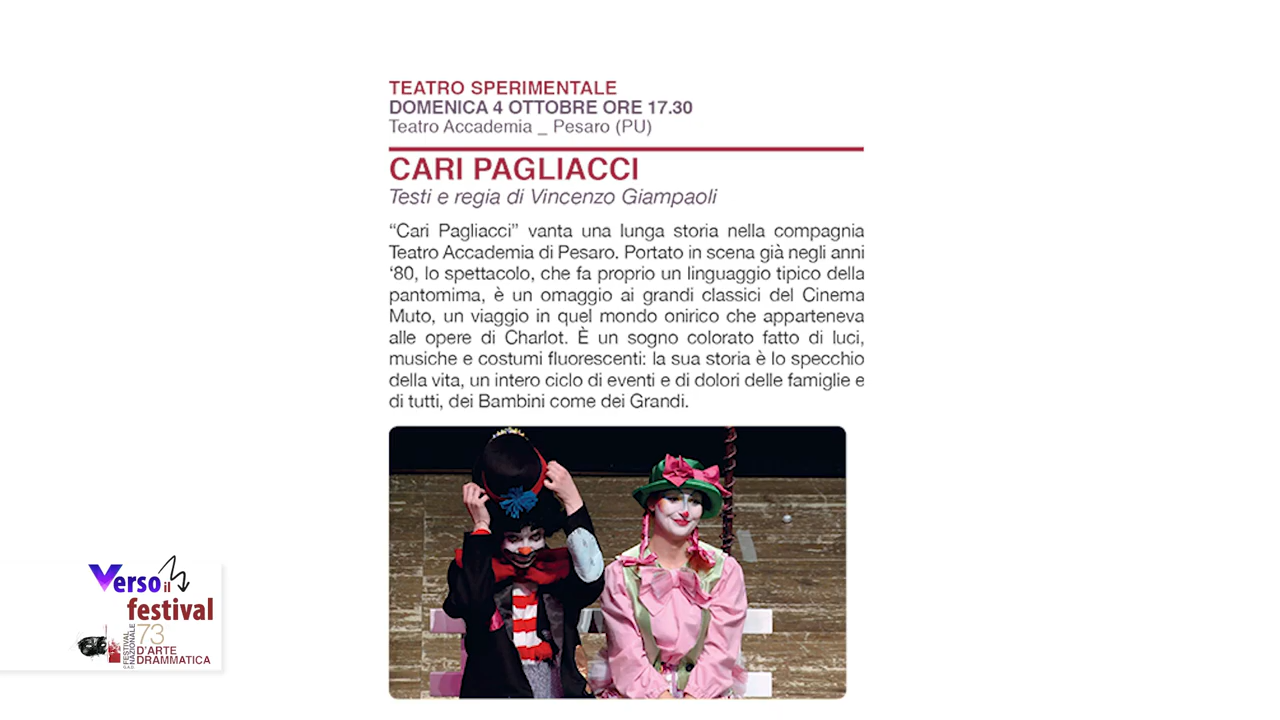 TEATRO SPERIMENTALE
DOMENICA 4 OTTOBRE ORE 17.30
Teatro Accademia _ Pesaro (PU)
CARI PAGLIACCI
Testi e regia di Vincenzo Giampaoli
“Cari Pagliacci” vanta una lunga storia nella compagnia
Teatro Accademia di Pesaro. Portato in scena già negli anni
‘80, lo spettacolo, che fa proprio un linguaggio tipico della
pantomima, è un omaggio ai grandi classici del Cinema
Muto, un viaggio in quel mondo onirico che apparteneva
alle opere di Charlot. È un sogno colorato fatto di luci,
musiche e costumi fluorescenti: la sua storia è lo specchio
della vita, un intero ciclo di eventi e di dolori delle famiglie e
di tutti, dei Bambini come dei Grandi.
Verso il
festival
73
FESTIVAL
NAZIONALE
D'ARTE
DRAMMATICA